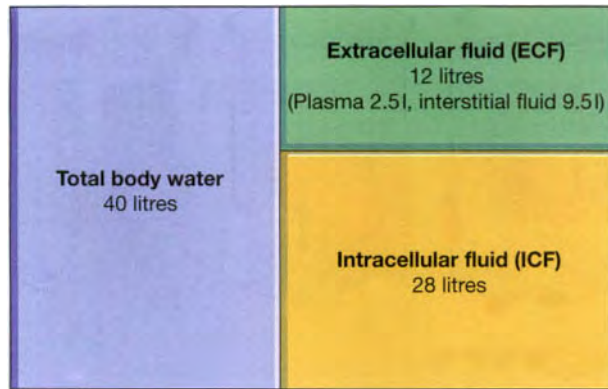 Total body water
40 litres
Extracellular fluid (ECF)
12 litres
(Plasma 2.5l, interstitial fluid 9.5l)
Intracellular fluid (ICF)
28 litres